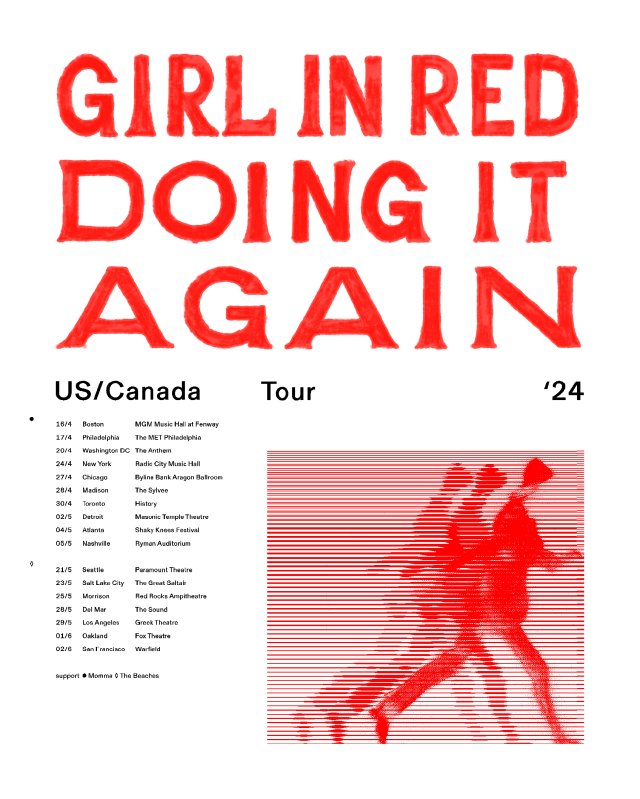 GIRL IN RED
DOING IT
AGAIN
US/Canada Tour ‘24
●
16/4 Boston MGM Music Hall at Fenway
17/4 Philadelphia The MET Philadelphia
20/4 Washington DC The Anthem
24/4 New York Radio City Music Hall
27/4 Chicago Byline Bank Aragon Ballroom
28/4 Madison The Sylvee
30/4 Toronto History
02/5 Detroit Masonic Temple Theatre
04/5 Atlanta Shaky Knees Festival
05/5 Nashville Ryman Auditorium
◊
21/5 Seattle Paramount Theatre
23/5 Salt Lake City The Great Saltair
25/5 Morrison Red Rocks Ampitheatre
28/5 Del Mar The Sound
29/5 Los Angeles Greek Theatre
01/6 Oakland Fox Theatre
02/6 San Francisco Warfield
support ● Momma ◊ The Beaches